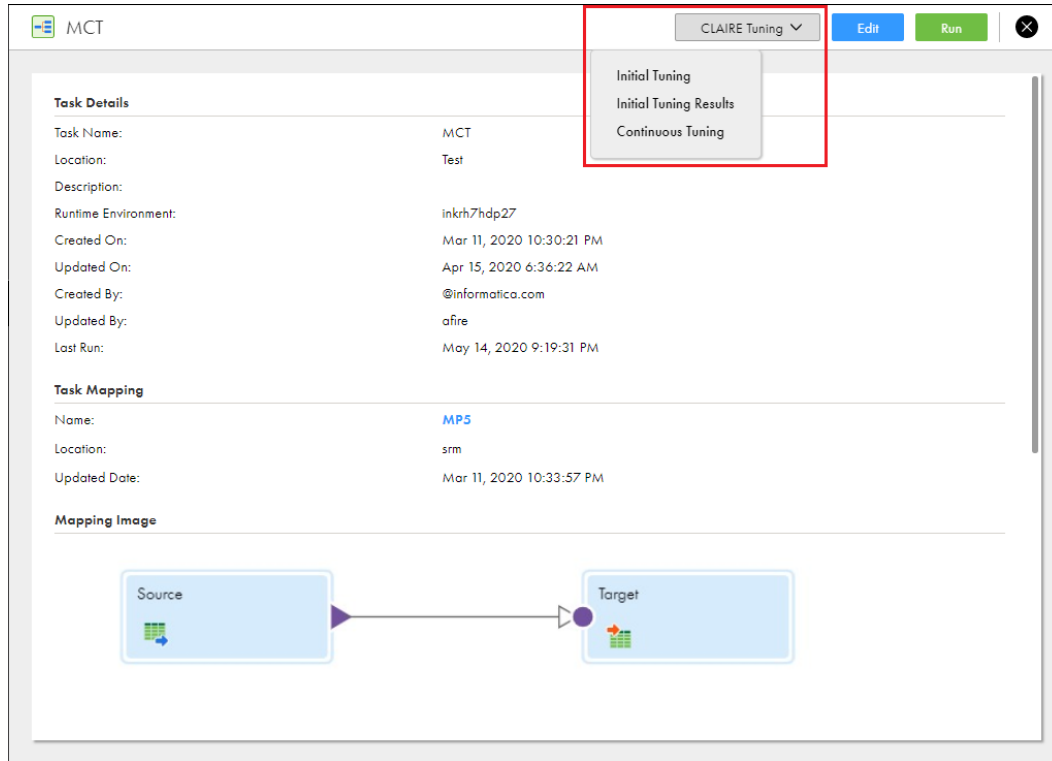 MCT
CLAIRE Tuning
Edit
Run
Initial Tuning
Initial Tuning Results
Continuous Tuning
Task Details
Task Name: MCT
Location: Test
Description:
Runtime Environment: inkrh7hdp27
Created On: Mar 11, 2020 10:30:21 PM
Updated On: Apr 15, 2020 6:36:22 AM
Created By: @informatica.com
Updated By: afire
Last Run: May 14, 2020 9:19:31 PM
Task Mapping
Name: MP5
Location: srm
Updated Date: Mar 11, 2020 10:33:57 PM
Mapping Image
Source
Target